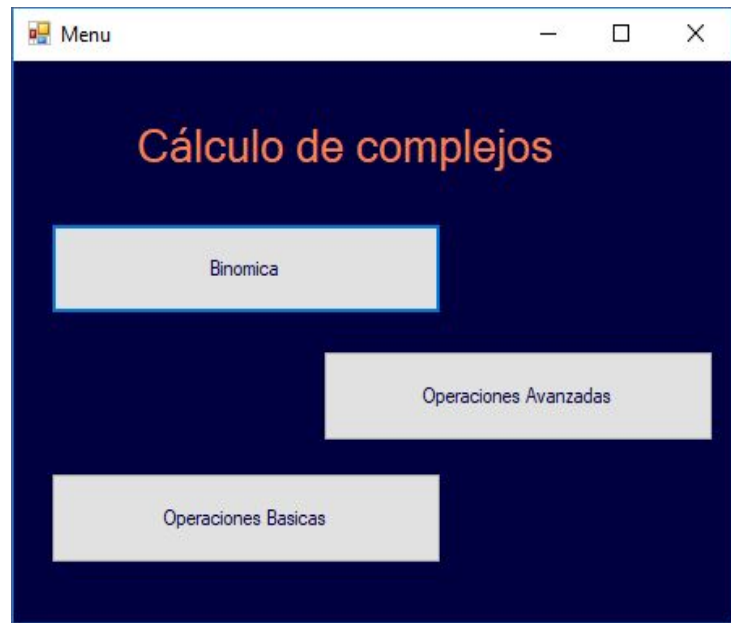 Menu
Cálculo de complejos
Binomica
Operaciones Avanzadas
Operaciones Basicas